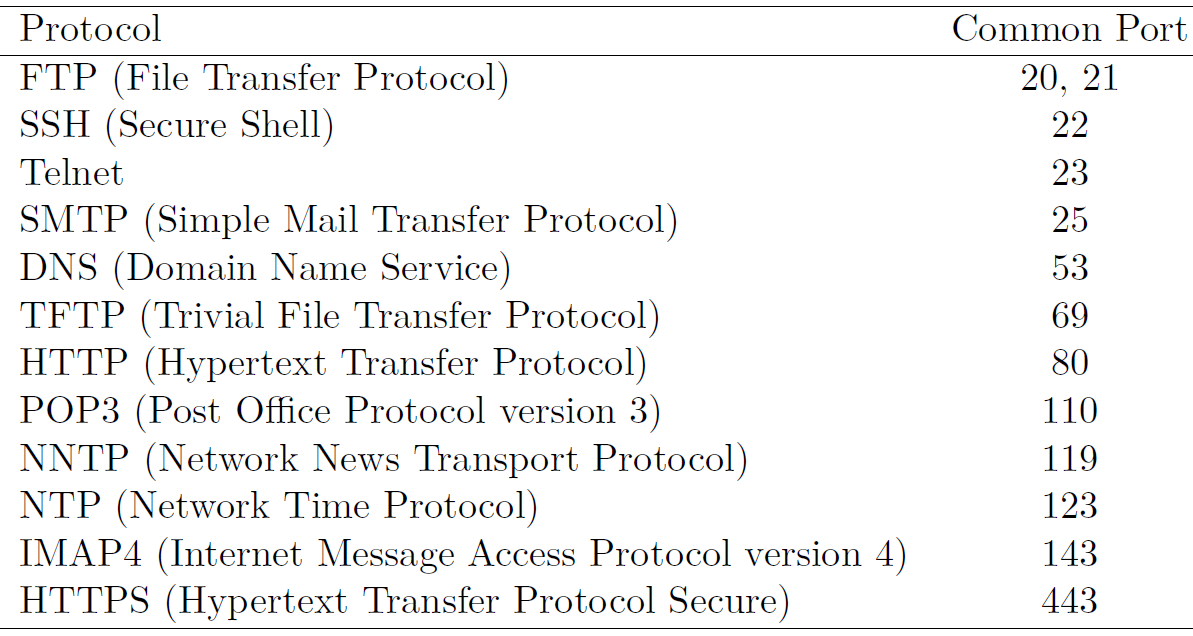 Protocol Common Port
FTP (File Transfer Protocol) 20, 21
SSH (Secure Shell) 22
Telnet 23
SMTP (Simple Mail Transfer Protocol) 25
DNS (Domain Name Service) 53
TFTP (Trivial File Transfer Protocol) 69
HTTP (Hypertext Transfer Protocol) 80
POP3 (Post Office Protocol version 3) 110
NNTP (Network News Transport Protocol) 119
NTP (Network Time Protocol) 123
IMAP4 (Internet Message Access Protocol version 4) 143
HTTPS (Hypertext Transfer Protocol Secure) 443